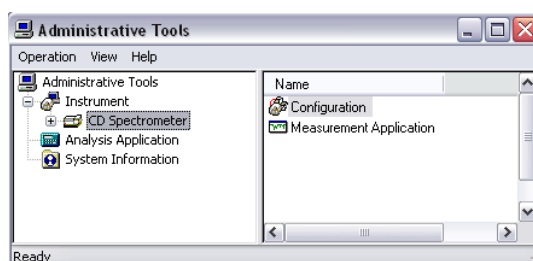 Administrative Tools
Operation View Help
Administrative Tools
Instrument
CD Spectrometer
Analysis Application
System Information
Name
Configuration
Measurement Application
Ready